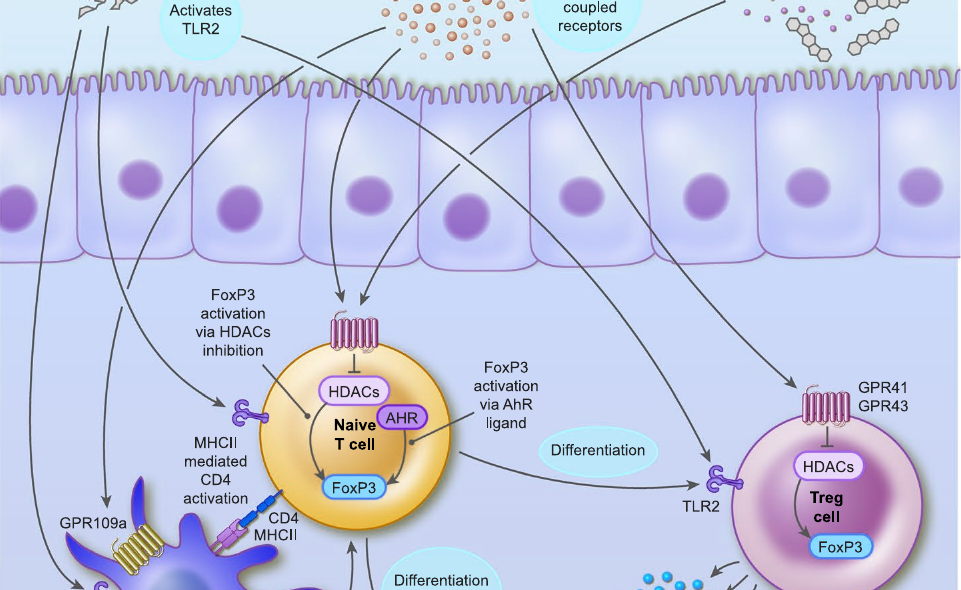 Activates
TLR2
coupled
receptors
FoxP3
activation
via HDACs
inhibition
FoxP3
activation
via AhR
ligand
GPR41
GPR43
HDACs
AHR
Naive
T cell
FoxP3
MHCII
mediated
CD4
activation
Differentiation
HDACs
Treg
cell
TLR2
FoxP3
GPR109a
CD4
MHCII
Differentiation